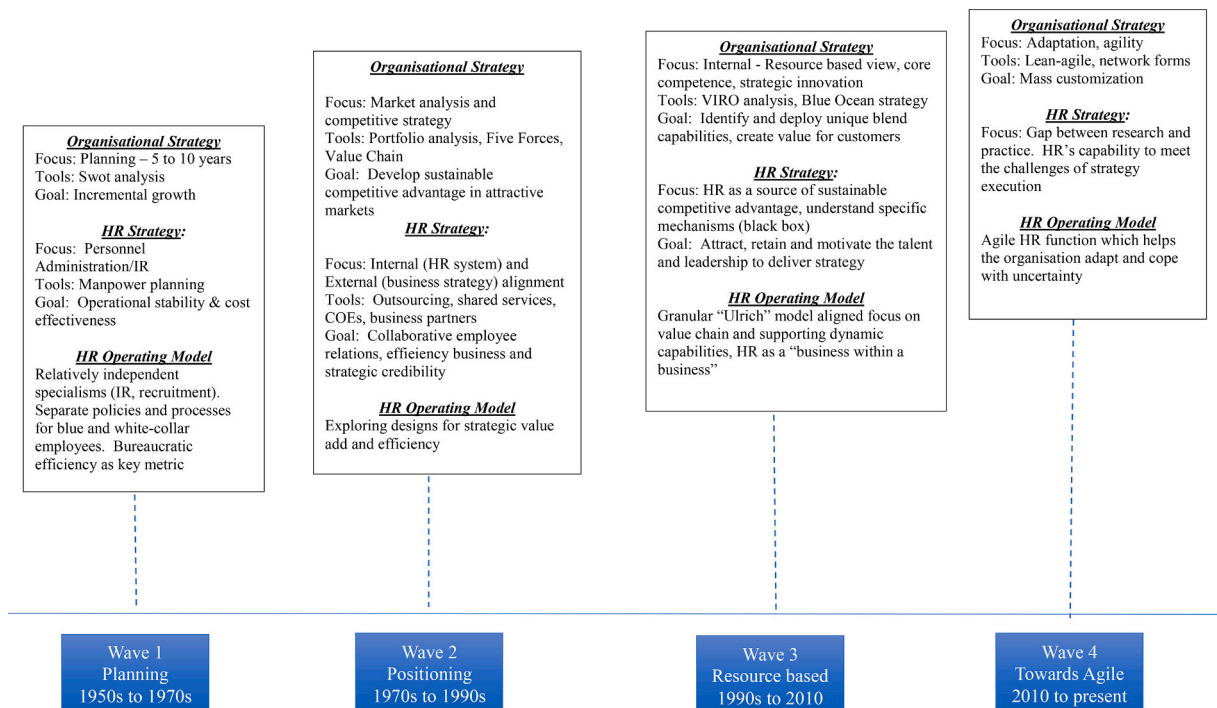 Organisational Strategy
Focus: Planning – 5 to 10 years
Tools: Swot analysis
Goal: Incremental growth
HR Strategy:
Focus: Personnel
Administration/IR
Tools: Manpower planning
Goal: Operational stability & cost
effectiveness
HR Operating Model
Relatively independent
specialisms (IR, recruitment).
Separate policies and processes
for blue and white-collar
employees. Bureaucratic
efficiency as key metric
Organisational Strategy
Focus: Market analysis and
competitive strategy
Tools: Portfolio analysis, Five Forces,
Value Chain
Goal: Develop sustainable
competitive advantage in attractive
markets
HR Strategy:
Focus: Internal (HR system) and
External (business strategy) alignment
Tools: Outsourcing, shared services,
COEs, business partners
Goal: Collaborative employee
relations, effieiency business and
strategic credibility
HR Operating Model
Exploring designs for strategic value
add and efficiency
Organisational Strategy
Focus: Internal - Resource based view, core
competence, strategic innovation
Tools: VIRO analysis, Blue Ocean strategy
Goal: Identify and deploy unique blend
capabilities, create value for customers
HR Strategy:
Focus: HR as a source of sustainable
competitive advantage, understand specific
mechanisms (black box)
Goal: Attract, retain and motivate the talent
and leadership to deliver strategy
HR Operating Model
Granular “Ulrich” model aligned focus on
value chain and supporting dynamic
capabilities, HR as a “business within a
business”
Organisational Strategy
Focus: Adaptation, agility
Tools: Lean-agile, network forms
Goal: Mass customization
HR Strategy:
Focus: Gap between research and
practice. HR’s capability to meet
the challenges of strategy
execution
HR Operating Model
Agile HR function which helps
the organisation adapt and cope
with uncertainty
Wave 1
Planning
1950s to 1970s
Wave 2
Positioning
1970s to 1990s
Wave 3
Resource based
1990s to 2010
Wave 4
Towards Agile
2010 to present